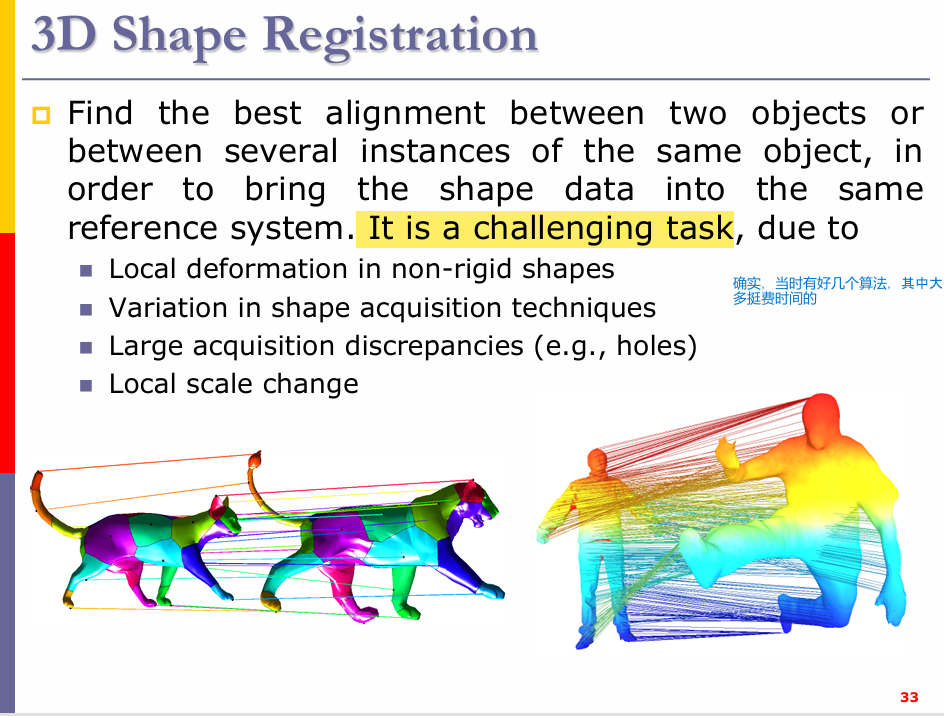 3D Shape Registration
Find the best alignment between two objects or
between several instances of the same object, in
order to bring the shape data into the same
reference system. It is a challenging task, due to
Local deformation in non-rigid shapes
Variation in shape acquisition techniques
Large acquisition discrepancies (e.g., holes)
Local scale change
确实，当时有好几个算法，其中大
多挺费时间的
33